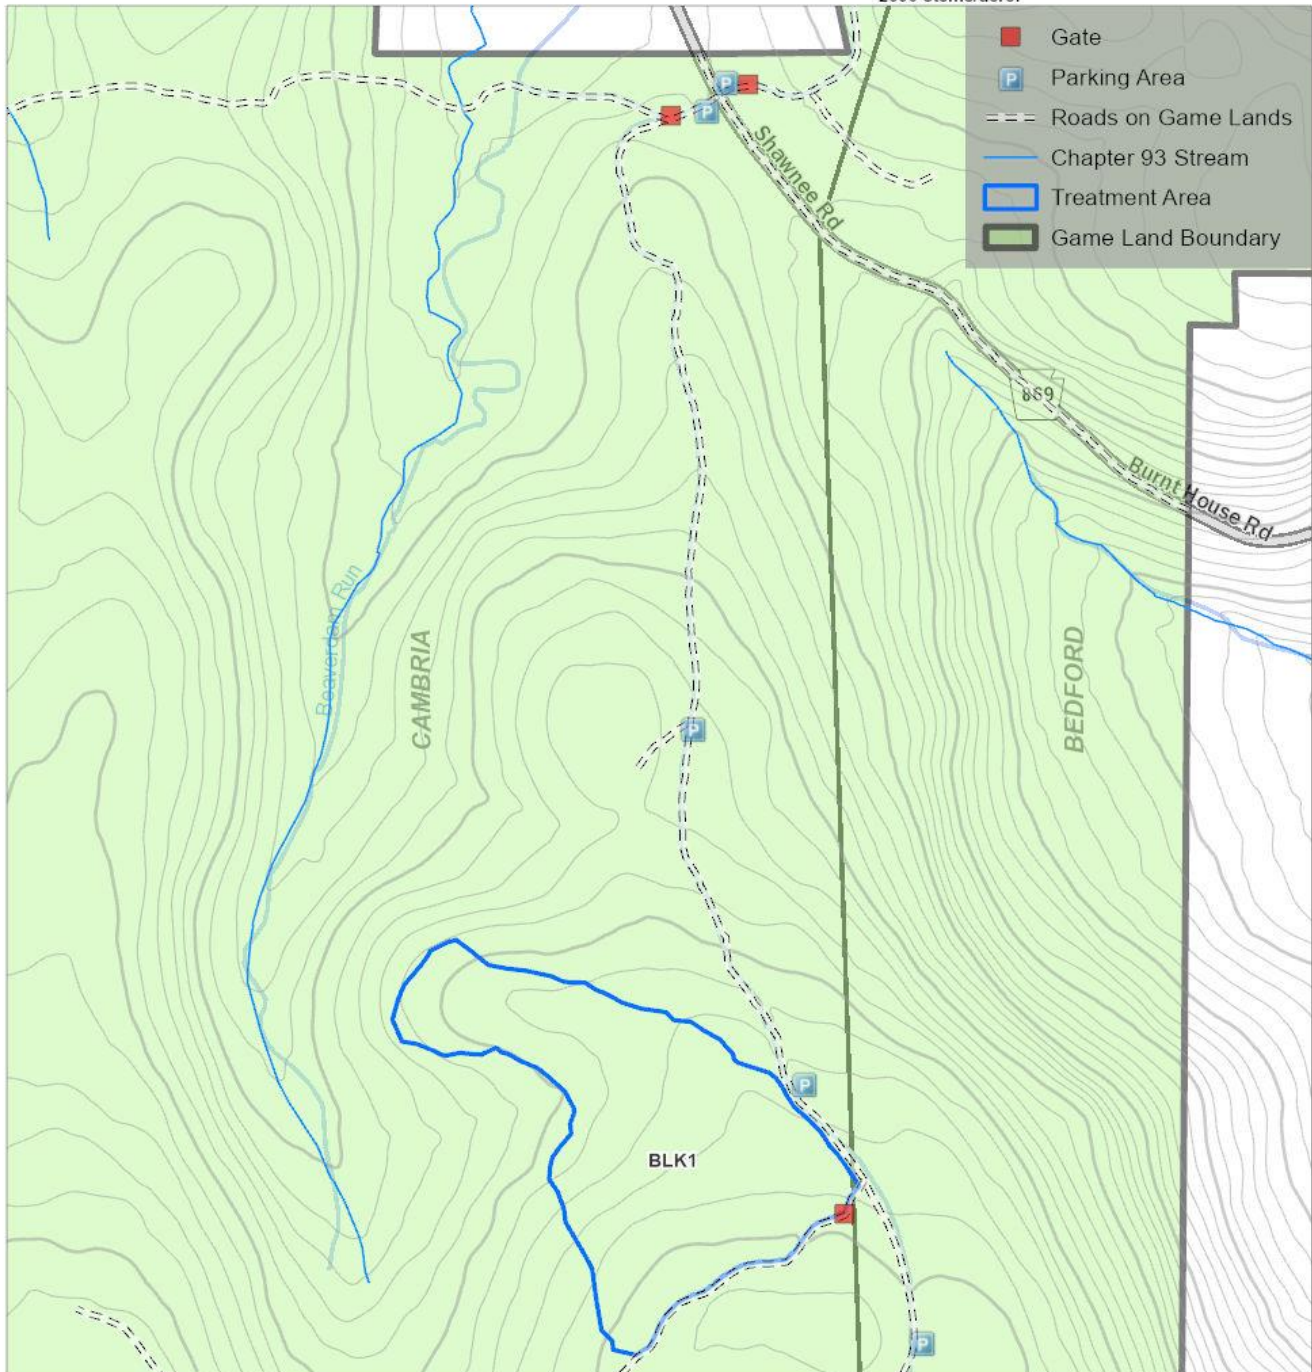 Gate
Parking Area
Roads on Game Lands
Chapter 93 Stream
Treatment Area
Game Land Boundary
P
P
Shawnee Rd
869
Burnt House Rd
Beaverdam Run
CAMBRIA
BEDFORD
P
P
BLK1
P